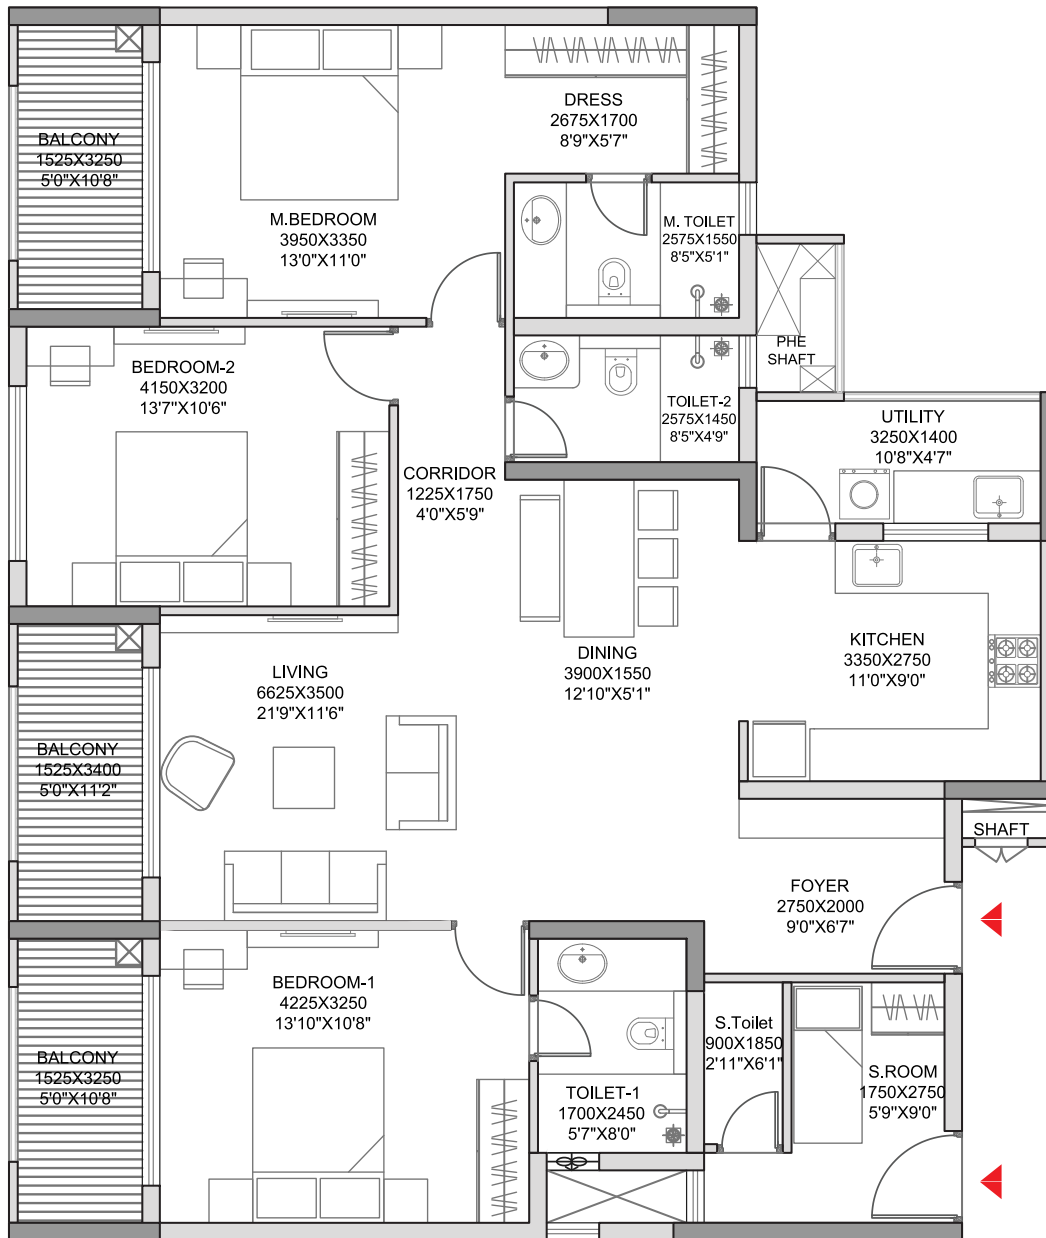 DRESS
2675X1700
8'9"X5'7"
BALCONY
1525X3250
5'0"X10'8"
M.BEDROOM
3950X3350
13'0"X11'0"
M. TOILET
2575X1550
8'5"X5'1"
PHE
SHAFT
BEDROOM-2
4150X3200
13'7"X10'6"
TOILET-2
2575X1450
8'5"X4'9"
UTILITY
3250X1400
10'8"X4'7"
CORRIDOR
1225X1750
4'0"X5'9"
LIVING
6625X3500
21'9"X11'6"
DINING
3900X1550
12'10"X5'1"
KITCHEN
3350X2750
11'0"X9'0"
BALCONY
1525X3400
5'0"X11'2"
SHAFT
FOYER
2750X2000
9'0"X6'7"
BEDROOM-1
4225X3250
13'10"X10'8"
S.Toilet
900X1850
2'11"X6'1"
BALCONY
1525X3250
5'0"X10'8"
TOILET-1
1700X2450
5'7"X8'0"
S.ROOM
1750X2750
5'9"X9'0"